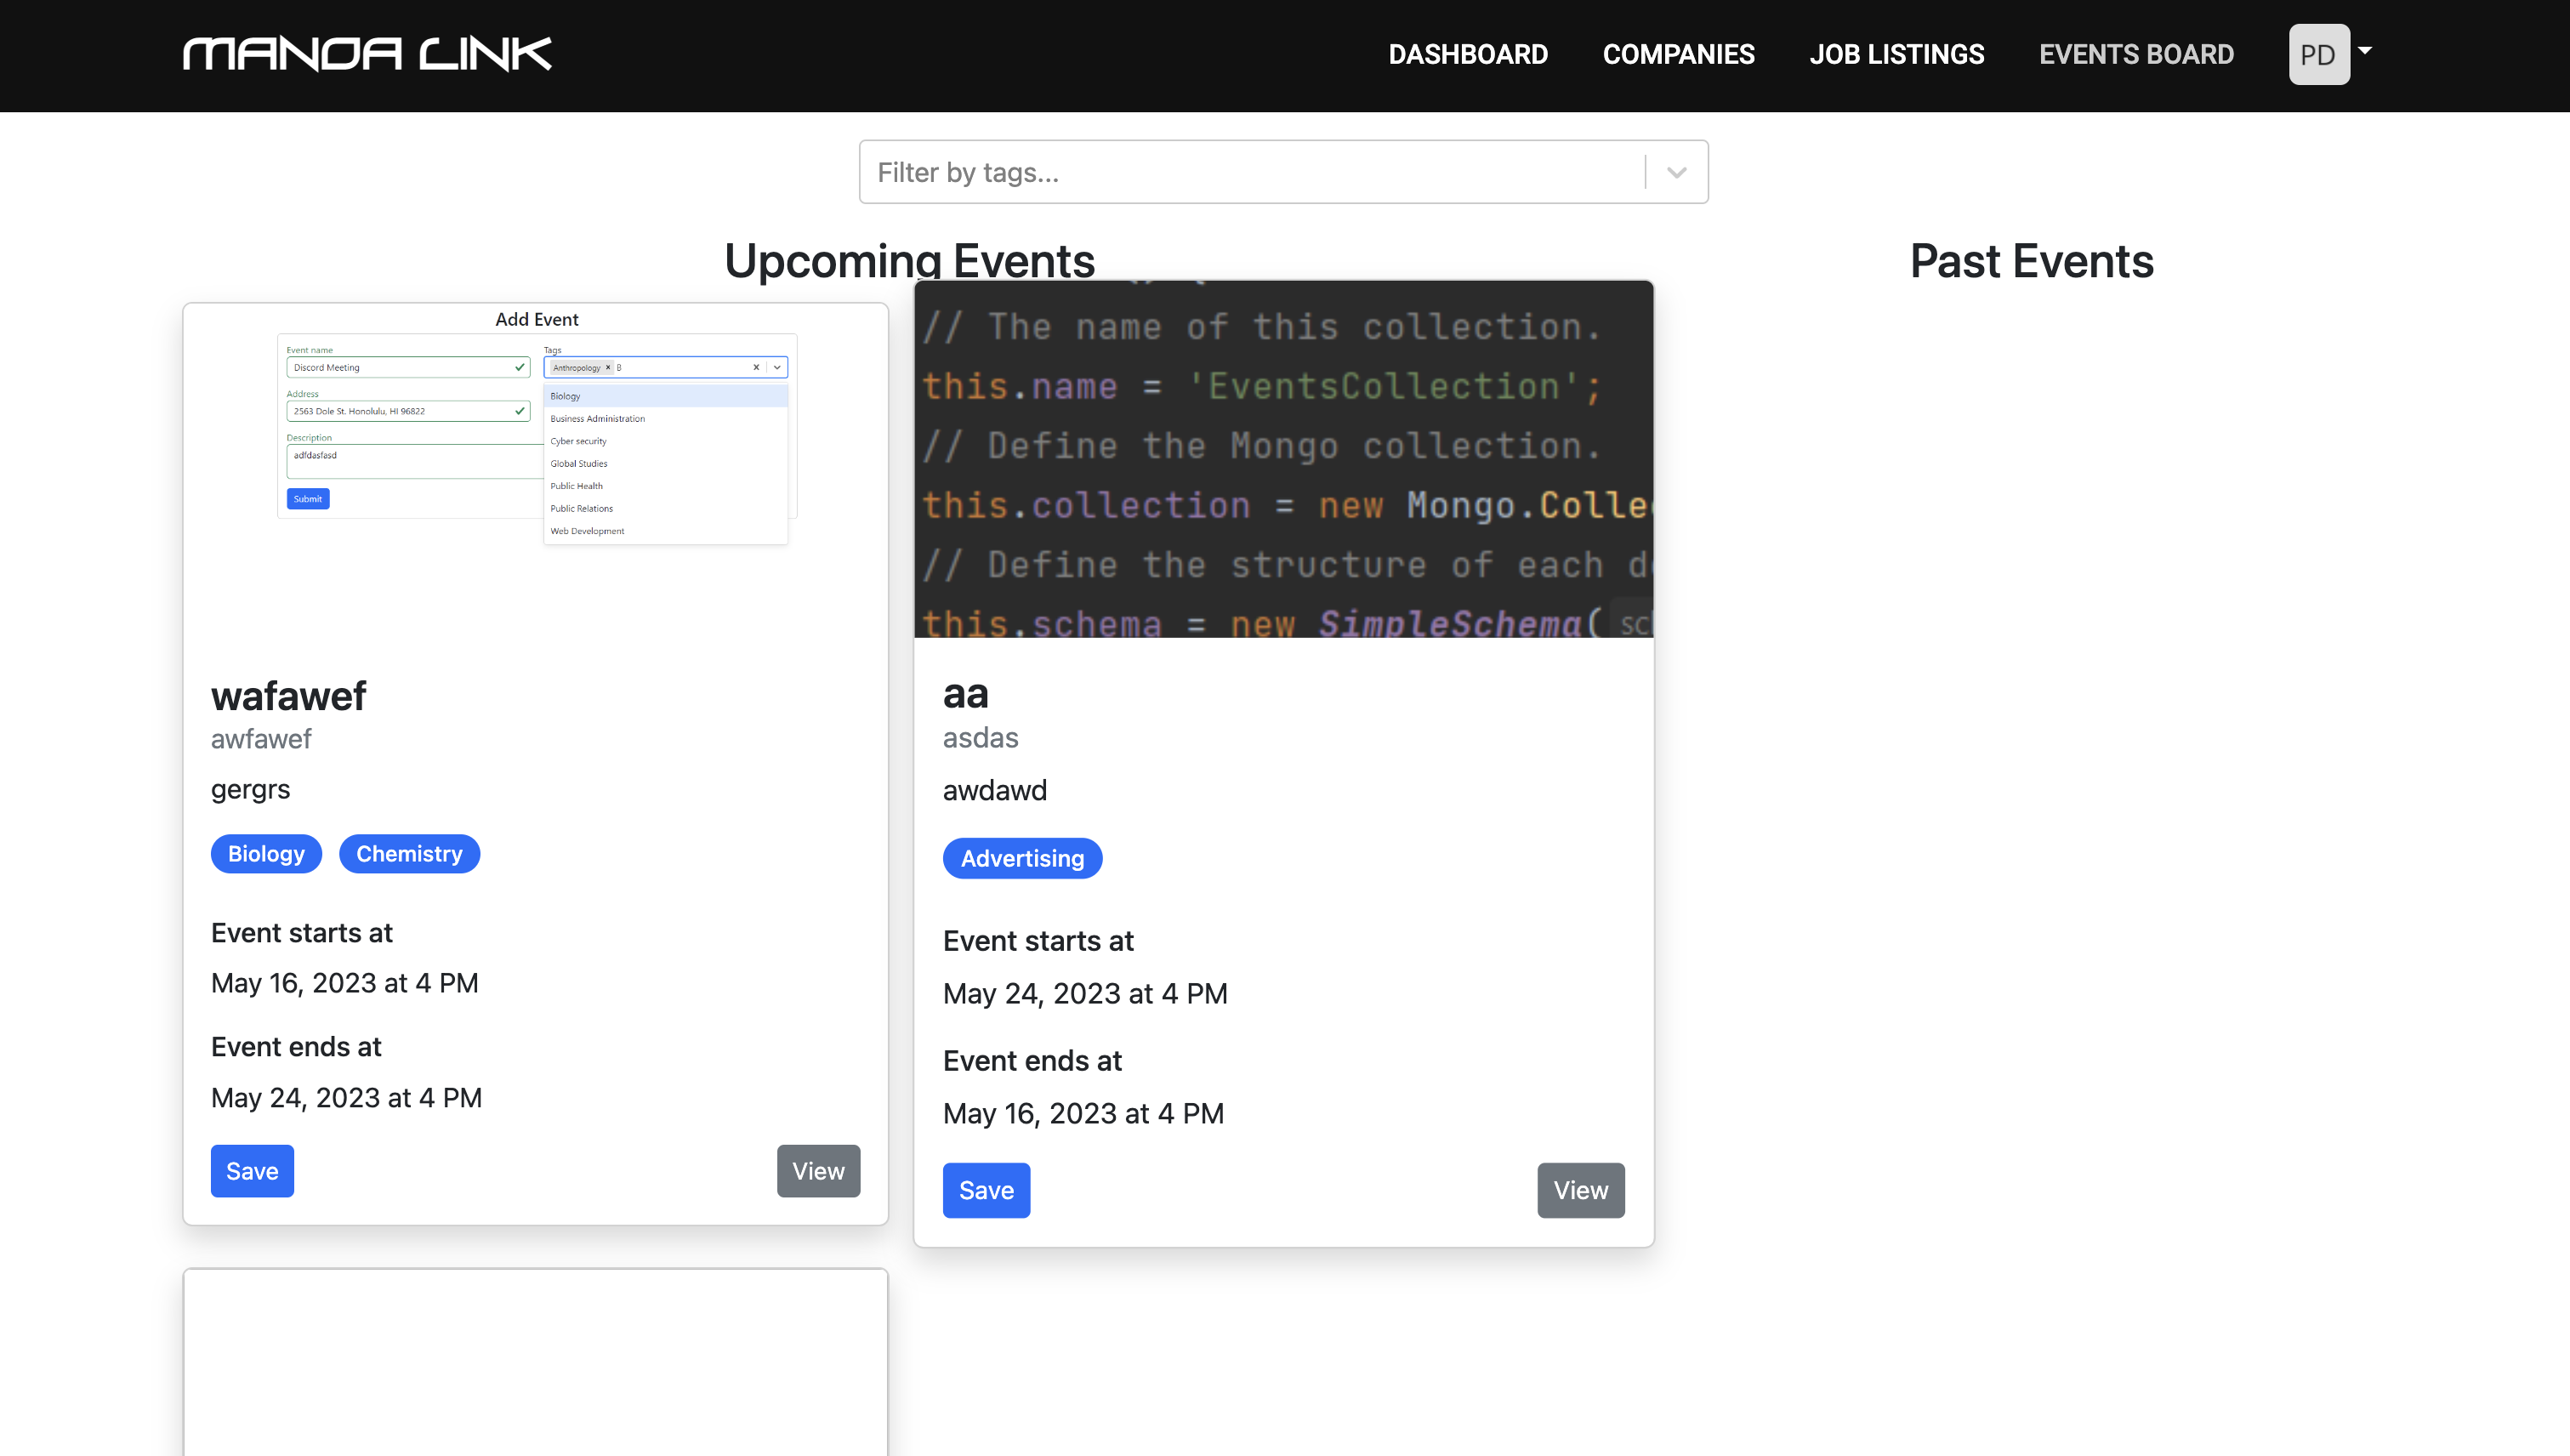 MANOA LINK
DASHBOARD COMPANIES JOB LISTINGS EVENTS BOARD PD
Filter by tags...
Upcoming Events
Past Events
Add Event
Event name
Discord Meeting
Address
2563 Dole St. Honolulu, HI 96822
Description
adfdasfasd
Submit
Tags
Anthropology × B
Biology
Business Administration
Cyber security
Global Studies
Public Health
Public Relations
Web Development
wafawef
awfawef
gergrs
Biology Chemistry
Event starts at
May 16, 2023 at 4 PM
Event ends at
May 24, 2023 at 4 PM
Save View
// The name of this collection.
this.name = 'EventsCollection';
// Define the Mongo collection.
this.collection = new Mongo.Colle
// Define the structure of each d
this.schema = new SimpleSchema( sc
aa
asdas
awdawd
Advertising
Event starts at
May 24, 2023 at 4 PM
Event ends at
May 16, 2023 at 4 PM
Save View